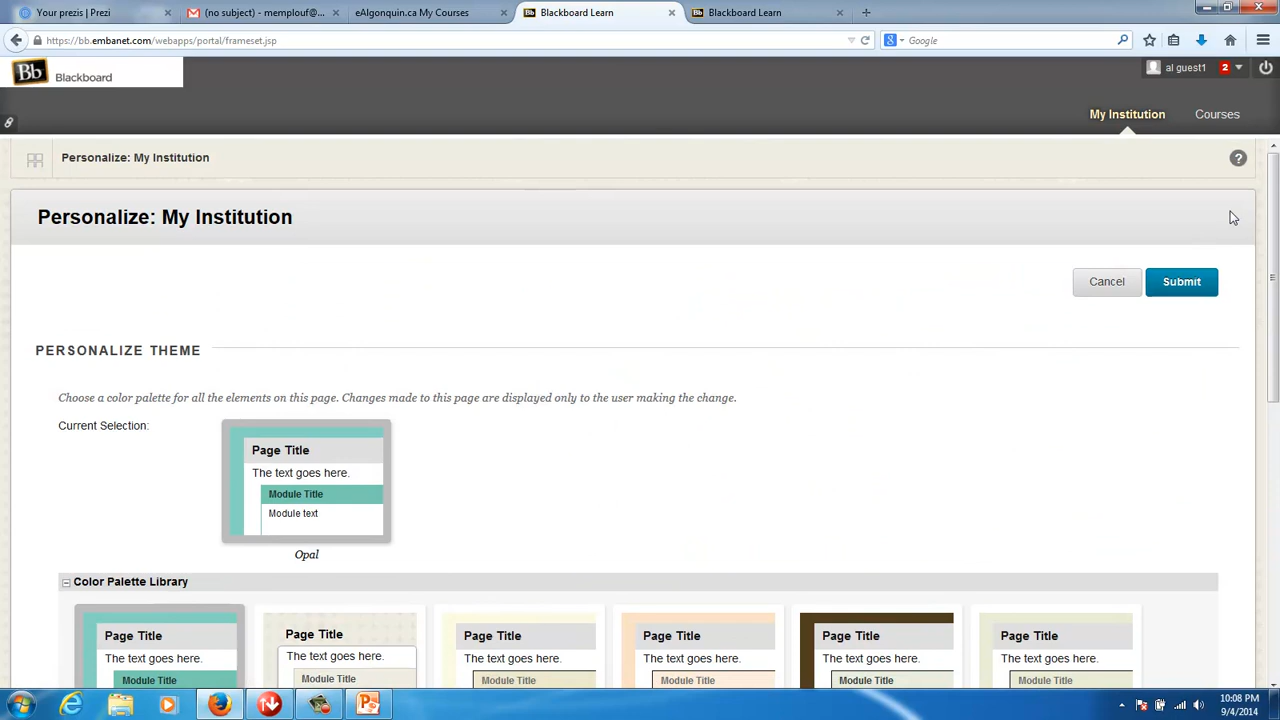 Your prezis | Prezi
(no subject) - memplouf@...
eAlgonquin.ca My Courses
Blackboard Learn
Blackboard Learn
https://bb.embanet.com/webapps/portal/frameset.jsp
Google
Bb Blackboard
al guest1 2
My Institution Courses
Personalize: My Institution ?
Personalize: My Institution
Cancel Submit
PERSONALIZE THEME
Choose a color palette for all the elements on this page. Changes made to this page are displayed only to the user making the change.
Current Selection:
Page Title
The text goes here.
Module Title
Module text
Opal
Color Palette Library
Page Title
The text goes here.
Module Title
Page Title
The text goes here.
Module Title
Page Title
The text goes here.
Module Title
Page Title
The text goes here.
Module Title
Page Title
The text goes here.
Module Title
Page Title
The text goes here.
Module Title
10:08 PM
9/4/2014